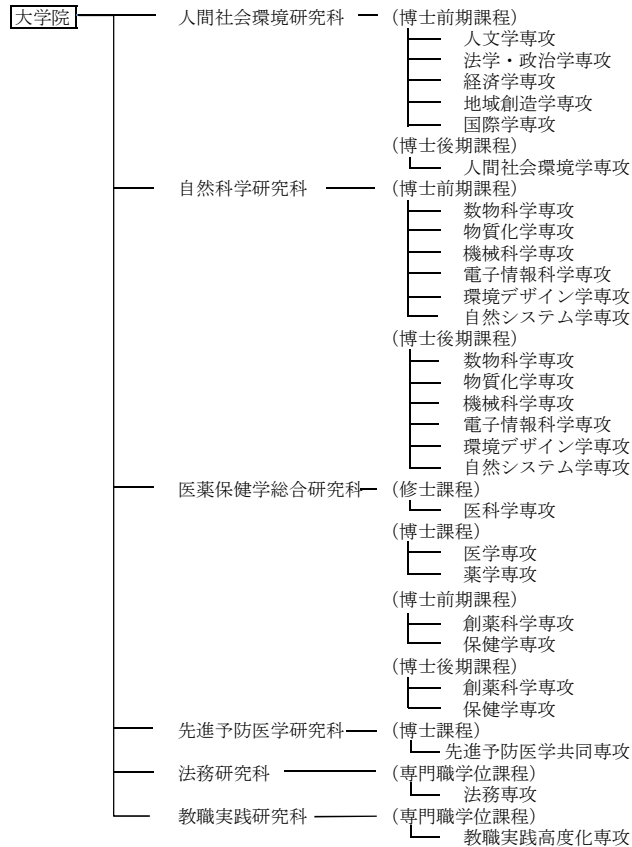 大学院 人間社会環境研究科 (博士前期課程)
人文学専攻
法学・政治学専攻
経済学専攻
地域創造学専攻
国際学専攻
(博士後期課程)
人間社会環境学専攻
自然科学研究科 (博士前期課程)
数物科学専攻
物質化学専攻
機械科学専攻
電子情報科学専攻
環境デザイン学専攻
自然システム学専攻
(博士後期課程)
数物科学専攻
物質化学専攻
機械科学専攻
電子情報科学専攻
環境デザイン学専攻
自然システム学専攻
医薬保健学総合研究科 (修士課程)
医科学専攻
(博士課程)
医学専攻
薬学専攻
(博士前期課程)
創薬科学専攻
保健学専攻
(博士後期課程)
創薬科学専攻
保健学専攻
先進予防医学研究科 (博士課程)
先進予防医学共同専攻
法務研究科 (専門職学位課程)
法務専攻
教職実践研究科 (専門職学位課程)
教職実践高度化専攻